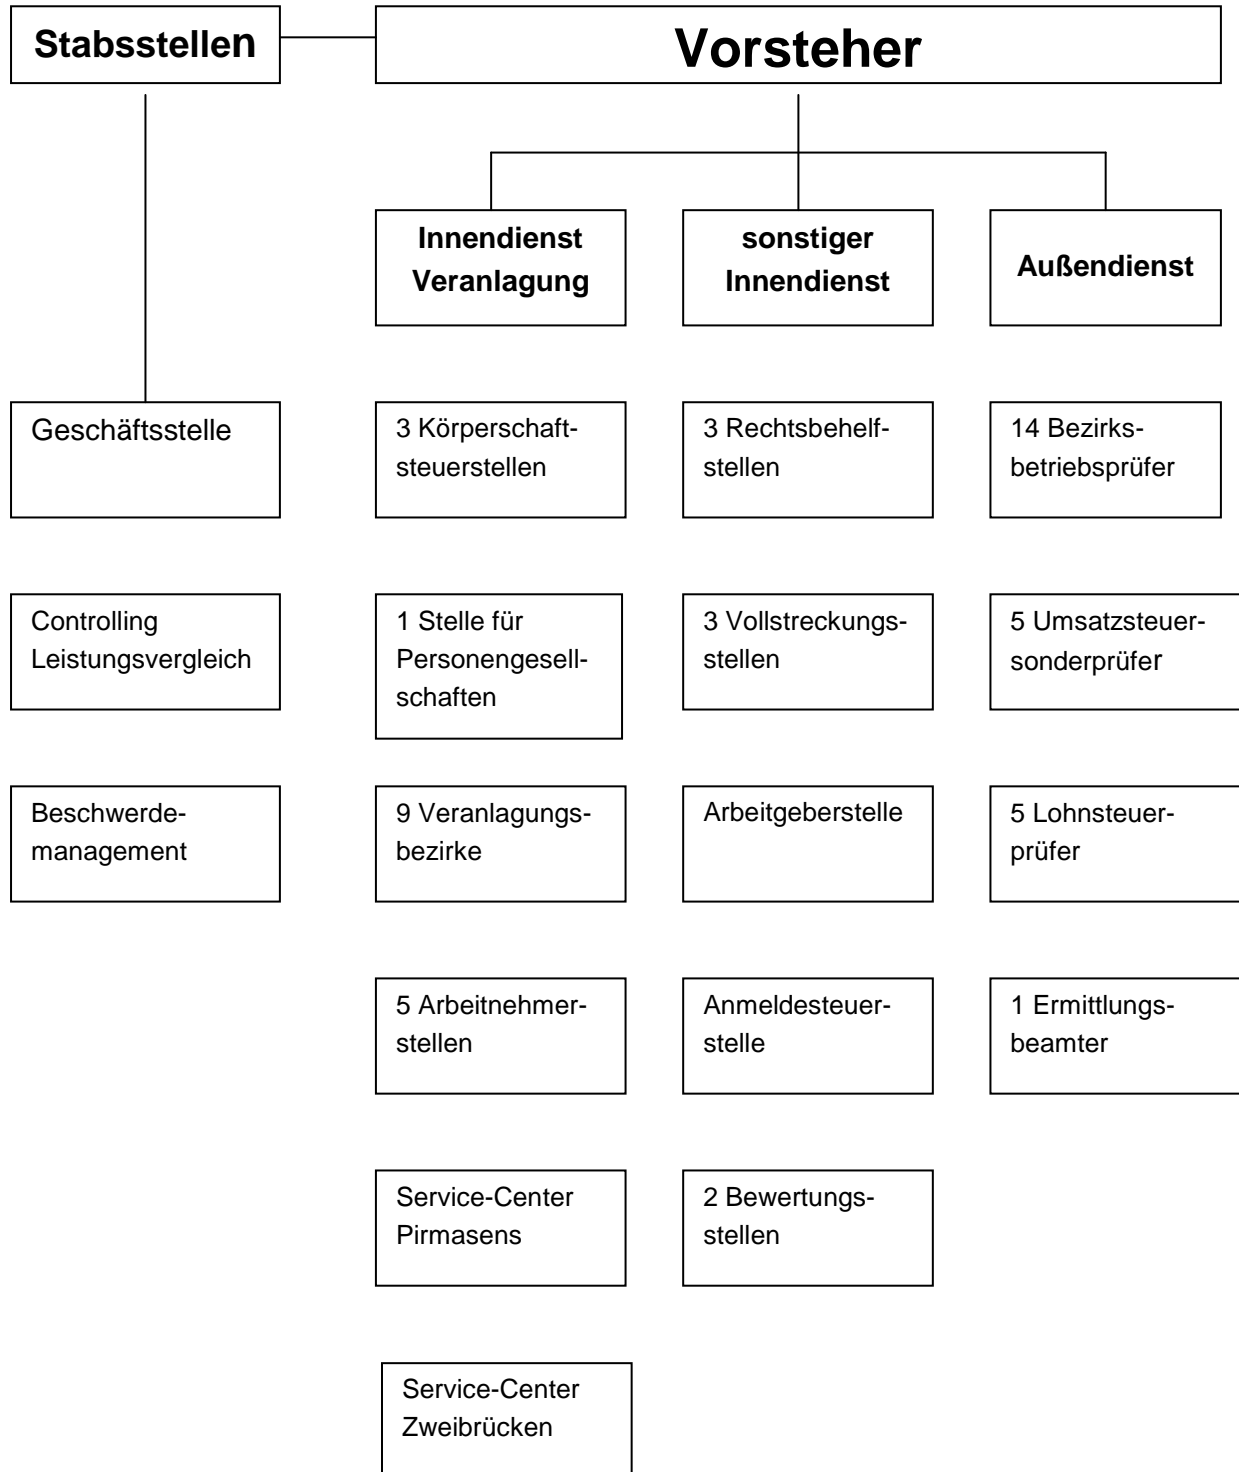 Stabsstellen
Vorsteher
Innendienst
Veranlagung
sonstiger
Innendienst
Außendienst
Geschäftsstelle
3 Körperschaft-
steuerstellen
3 Rechtsbehelf-
stellen
14 Bezirks-
betriebsprüfer
Controlling
Leistungsvergleich
1 Stelle für
Personengesell-
schaften
3 Vollstreckungs-
stellen
5 Umsatzsteuer-
sonderprüfer
Beschwerde-
management
9 Veranlagungs-
bezirke
Arbeitgeberstelle
5 Lohnsteuer-
prüfer
5 Arbeitnehmer-
stellen
Anmeldesteuer-
stelle
1 Ermittlungs-
beamter
Service-Center
Pirmasens
2 Bewertungs-
stellen
Service-Center
Zweibrücken